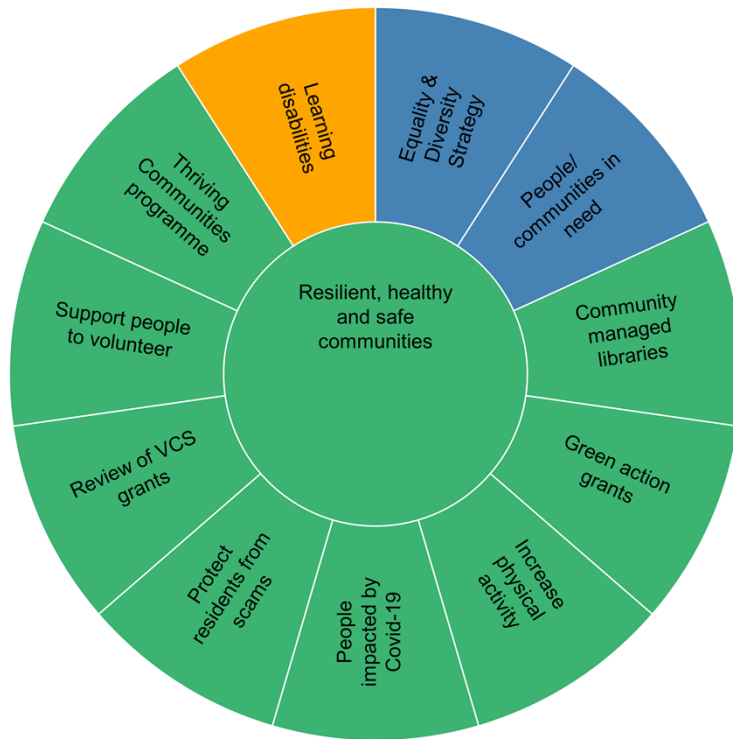 Resilient, healthy
and safe
communities
Equality &
Diversity
Strategy
People/
communities in
need
Community
managed
libraries
Green action
grants
Increase
physical
activity
People
impacted by
Covid-19
Protect
residents from
scams
Review of VCS
grants
Support people
to volunteer
Thriving
Communities
programme
Learning
disabilities